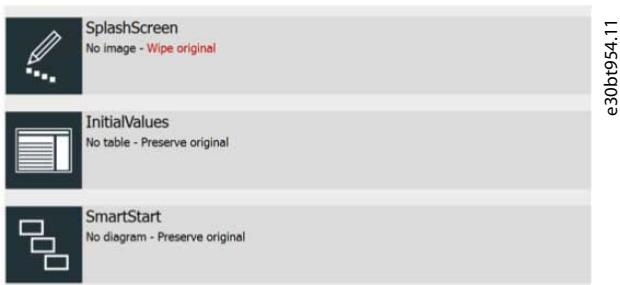 SplashScreen
No image - Wipe original
InitialValues
No table - Preserve original
SmartStart
No diagram - Preserve original
e30bt954.11